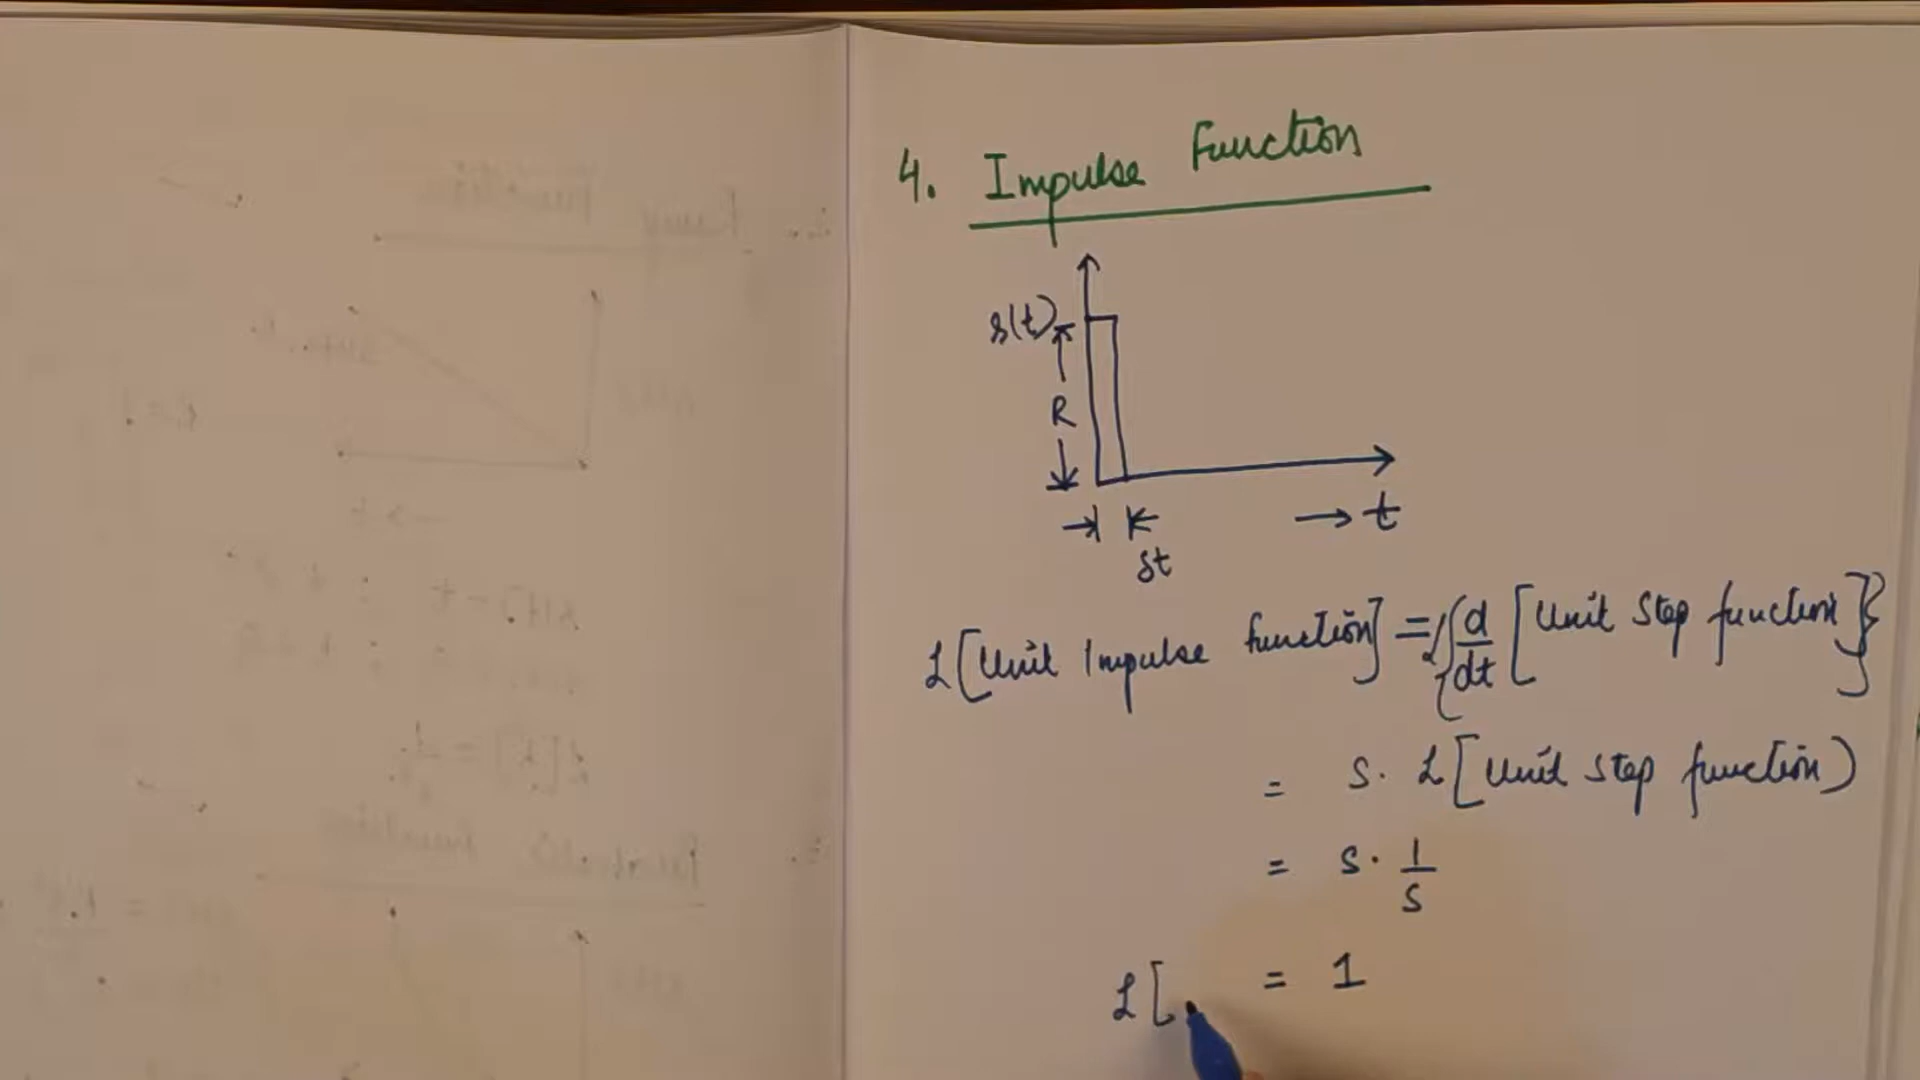 4. Impulse Function
r(t)
R
δt
→ t
ℒ[Unit Impulse function] = ℒ{d/dt [Unit Step function]}
= s. ℒ[Unit step function)
= s. 1/s
ℒ[ = 1